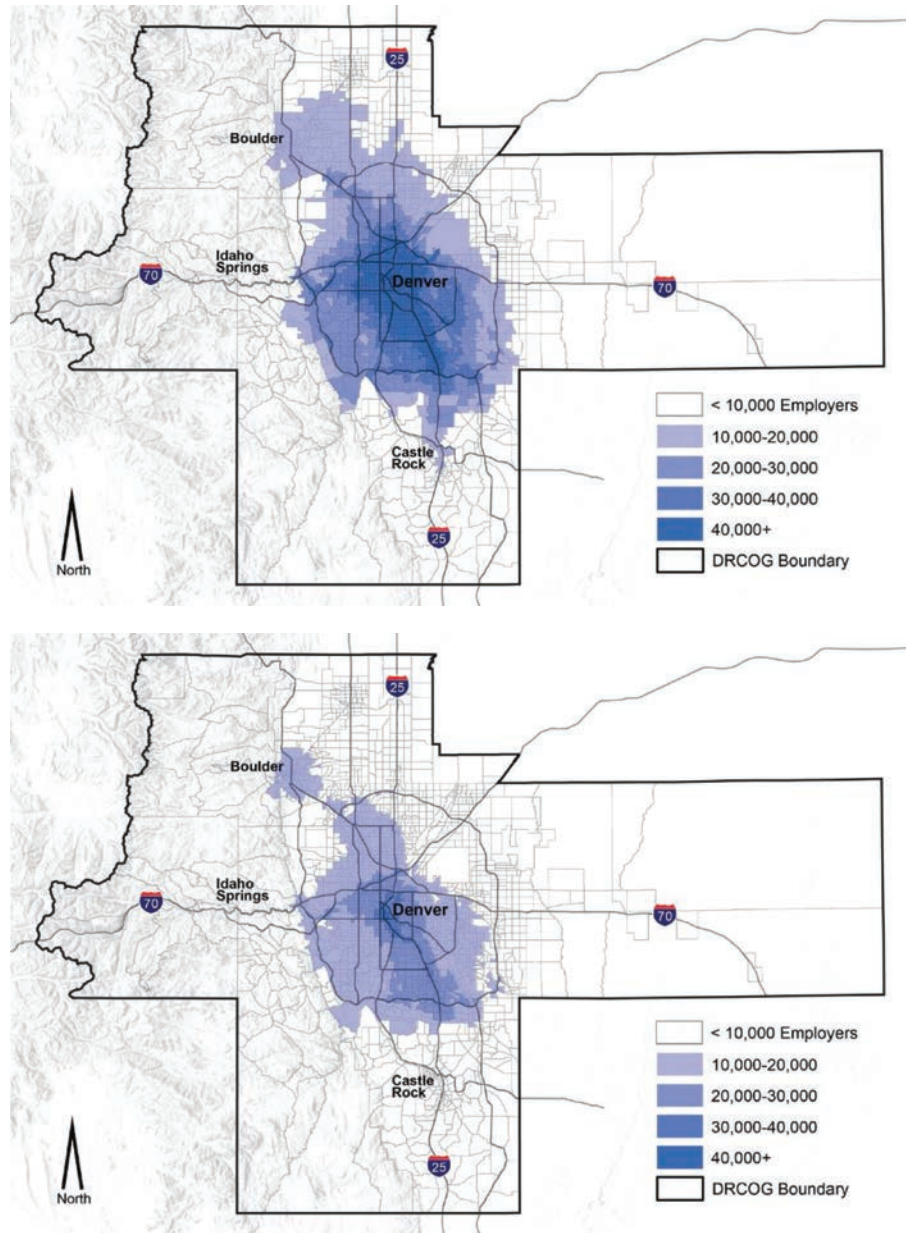 25
Boulder
Idaho
Springs
70
Denver
70
Castle
Rock
25
North
< 10,000 Employers
10,000-20,000
20,000-30,000
30,000-40,000
40,000+
DRCOG Boundary
25
Boulder
Idaho
Springs
70
Denver
70
Castle
Rock
25
North
< 10,000 Employers
10,000-20,000
20,000-30,000
30,000-40,000
40,000+
DRCOG Boundary